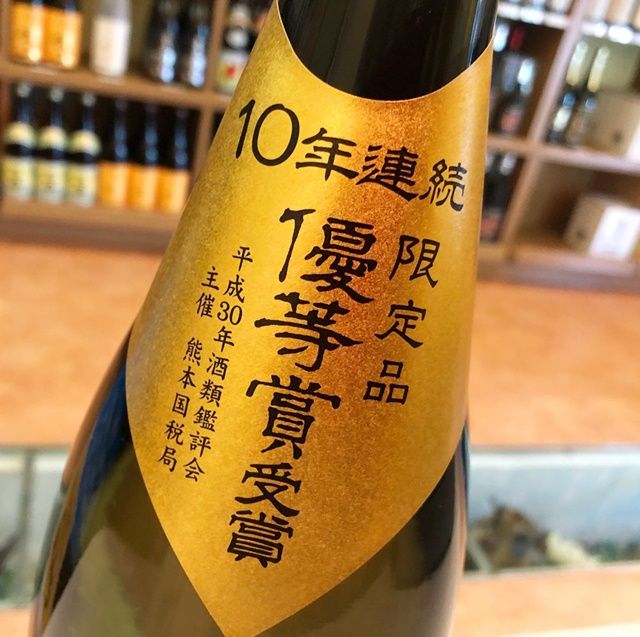 10年連続
限定品
優等賞受賞
平成30年酒類鑑評会
主催 熊本国税局